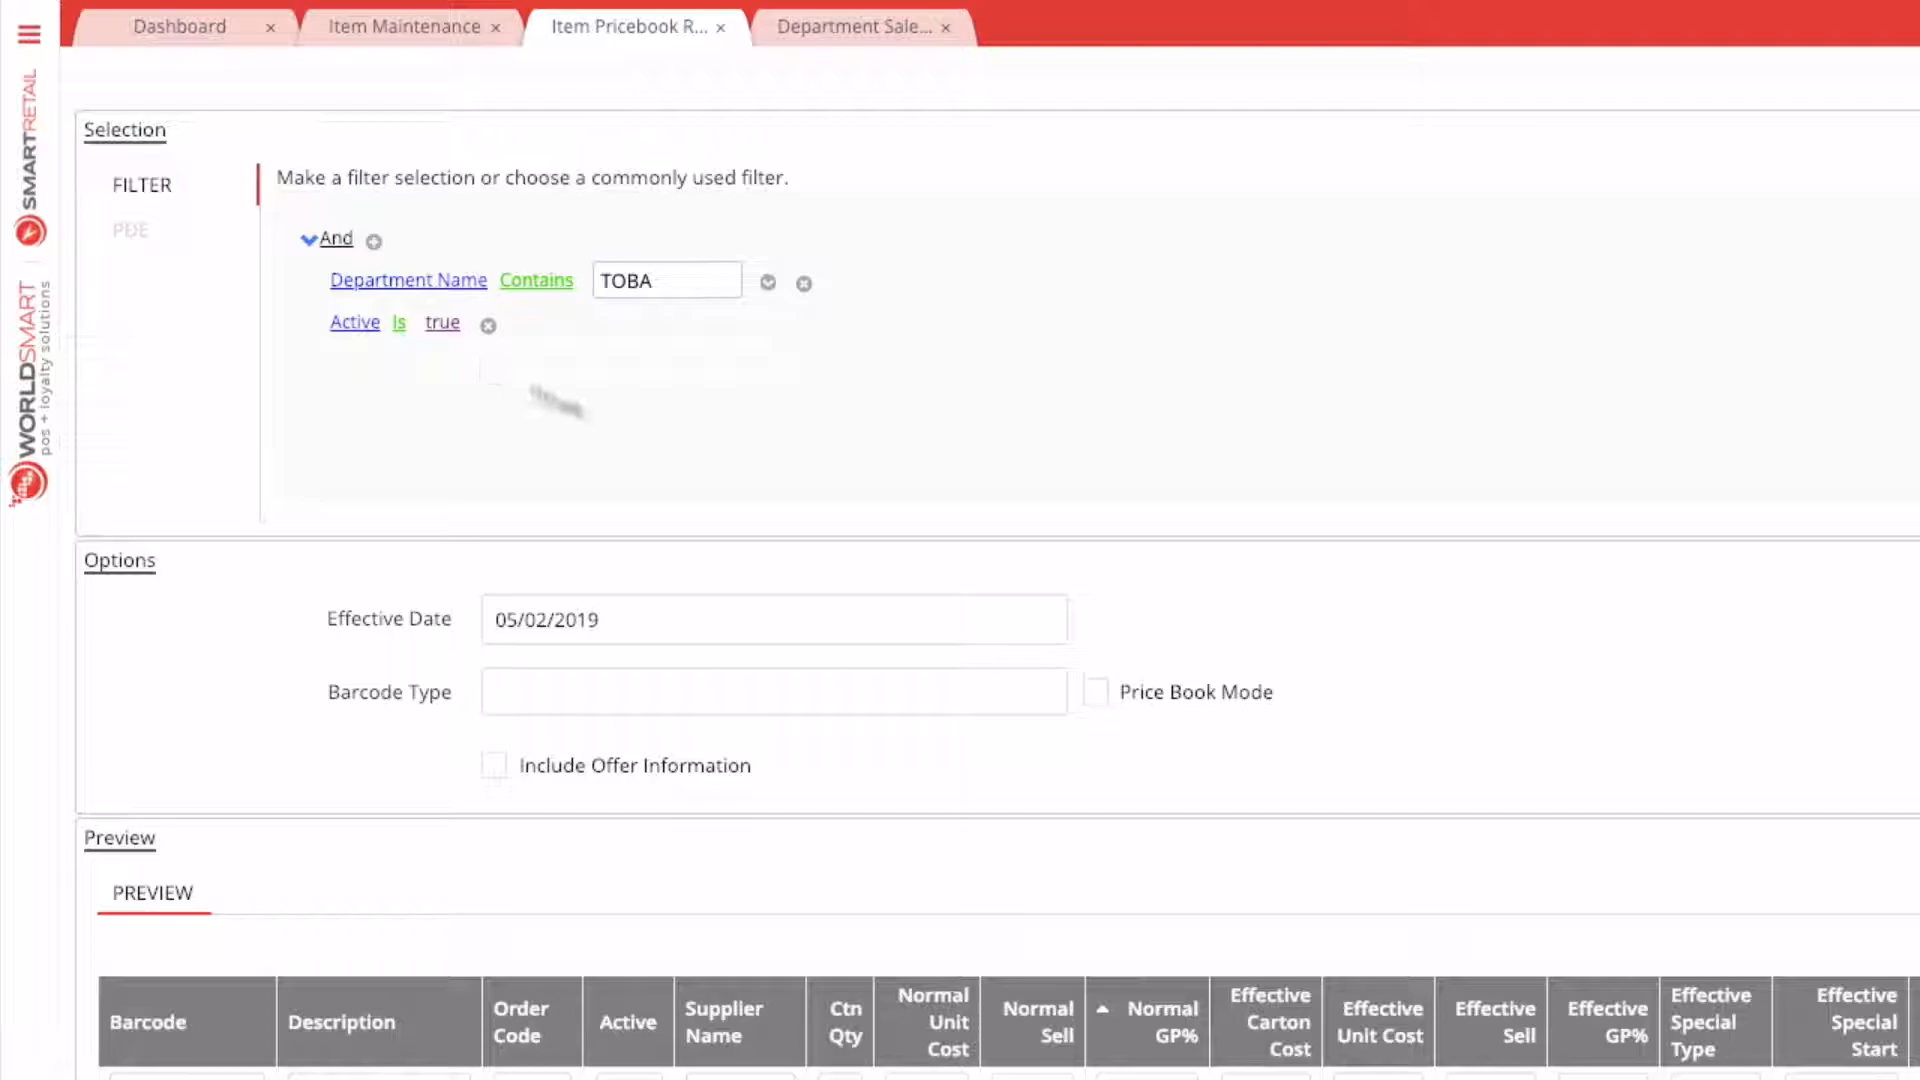 Dashboard × Item Maintenance × Item Pricebook R... × Department Sale... ×
SMARTRETAIL
WORLDSMART
pos + loyalty solutions
Selection
FILTER
PDE
Make a filter selection or choose a commonly used filter.
And
Department Name Contains TOBA
Active Is true
Options
Effective Date 05/02/2019
Barcode Type
Price Book Mode
Include Offer Information
Preview
PREVIEW
Barcode
Description
Order
Code
Active
Supplier
Name
Ctn
Qty
Normal
Unit
Cost
Normal
Sell
Normal
GP%
Effective
Carton
Cost
Effective
Unit Cost
Effective
Sell
Effective
GP%
Effective
Special
Type
Effective
Special
Start